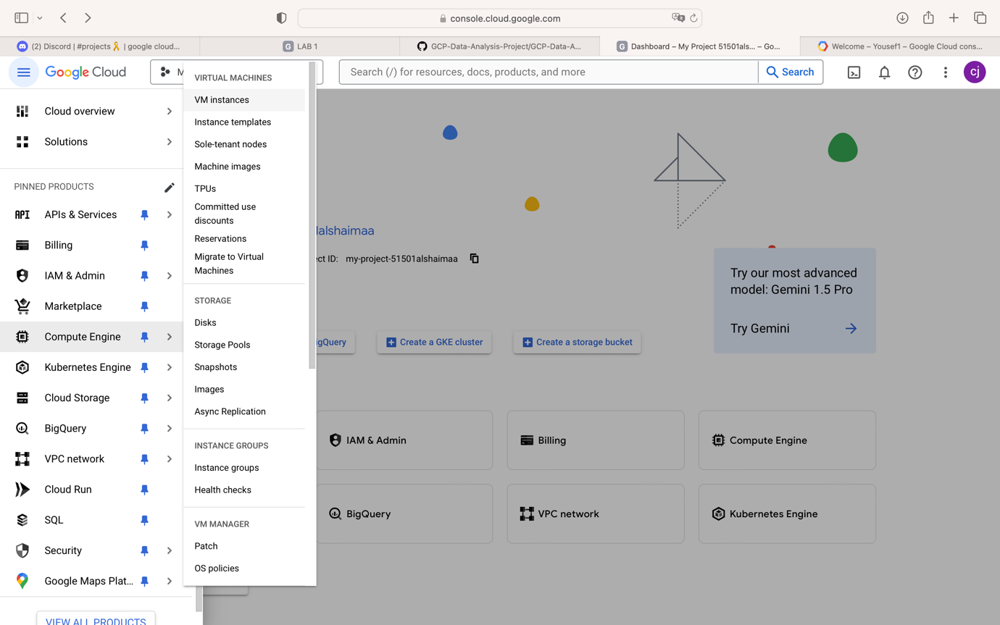 console.cloud.google.com
(2) Discord | #projects🎗️ | google cloud...
G LAB 1
GCP-Data-Analysis-Project/GCP-Data-A...
G Dashboard – My Project 51501als... – Go...
Welcome – Yousef1 – Google Cloud cons...
Google Cloud
M
Search (/) for resources, docs, products, and more
Search
cj
Cloud overview
Solutions
PINNED PRODUCTS
API APIs & Services
Billing
IAM & Admin
Marketplace
Compute Engine
Kubernetes Engine
Cloud Storage
BigQuery
VPC network
Cloud Run
SQL
Security
Google Maps Plat...
VIEW ALL PRODUCTS
VIRTUAL MACHINES
VM instances
Instance templates
Sole-tenant nodes
Machine images
TPUs
Committed use
discounts
Reservations
Migrate to Virtual
Machines
STORAGE
Disks
Storage Pools
Snapshots
Images
Async Replication
INSTANCE GROUPS
Instance groups
Health checks
VM MANAGER
Patch
OS policies
lalshaimaa
ect ID: my-project-51501alshaimaa
Try our most advanced
model: Gemini 1.5 Pro
Try Gemini
igQuery
Create a GKE cluster
Create a storage bucket
IAM & Admin
Billing
Compute Engine
BigQuery
VPC network
Kubernetes Engine